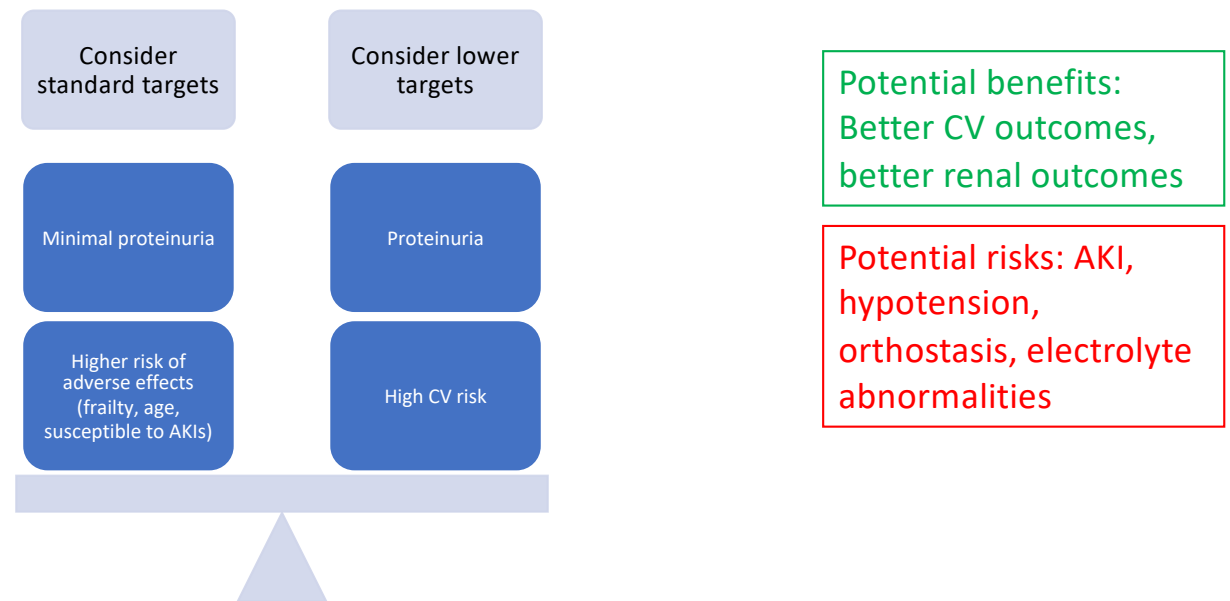 Consider
standard targets
Consider lower
targets
Minimal proteinuria
Proteinuria
Higher risk of
adverse effects
(frailty, age,
susceptible to AKIs)
High CV risk
Potential benefits:
Better CV outcomes,
better renal outcomes
Potential risks: AKI,
hypotension,
orthostasis, electrolyte
abnormalities